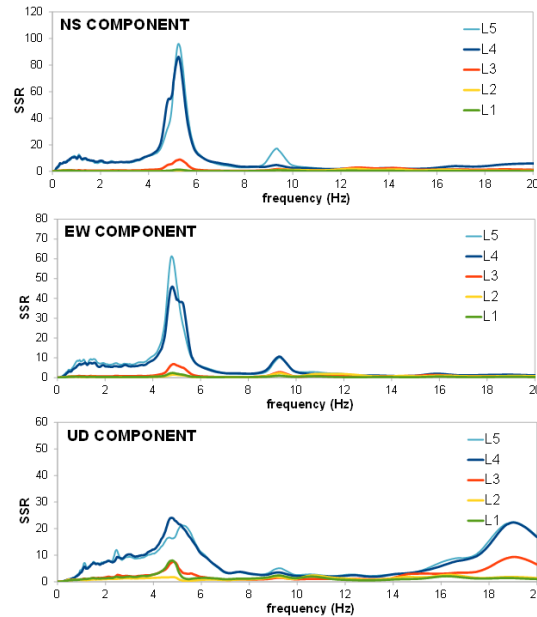 NS COMPONENT
120
100
80
60
40
20
0
SSR
L5
L4
L3
L2
L1
0 2 4 6 8 10 12 14 16 18 20
frequency (Hz)
EW COMPONENT
80
70
60
50
40
30
20
10
0
SSR
L5
L4
L3
L2
L1
0 2 4 6 8 10 12 14 16 18 20
frequency (Hz)
UD COMPONENT
60
50
40
30
20
10
0
SSR
L5
L4
L3
L2
L1
0 2 4 6 8 10 12 14 16 18 20
frequency (Hz)